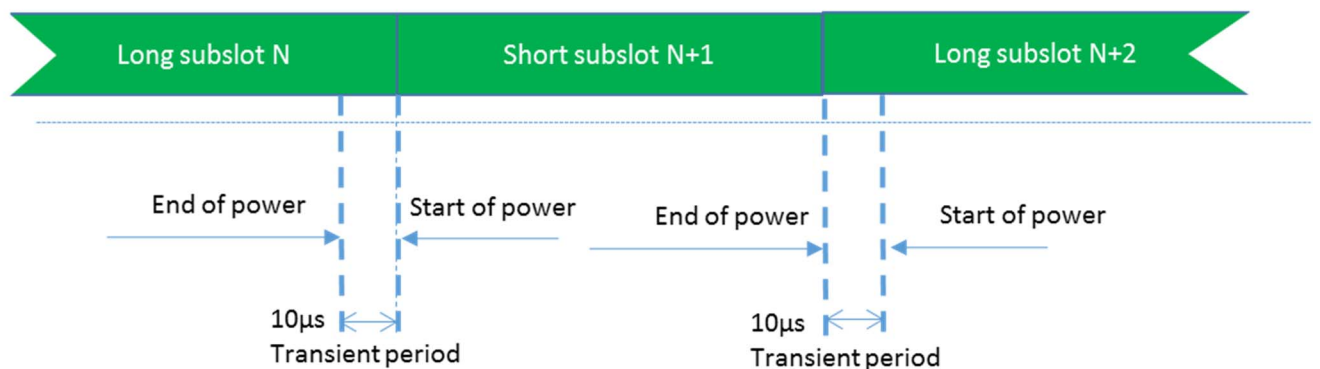 Long subslot N
Short subslot N+1
Long subslot N+2
End of power
Start of power
End of power
Start of power
10µs
Transient period
10µs
Transient period